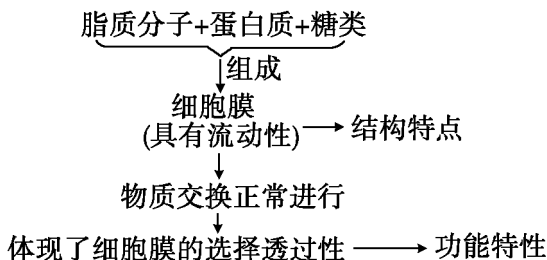 脂质分子+蛋白质+糖类
组成
细胞膜
(具有流动性)
结构特点
物质交换正常进行
体现了细胞膜的选择透过性
功能特性